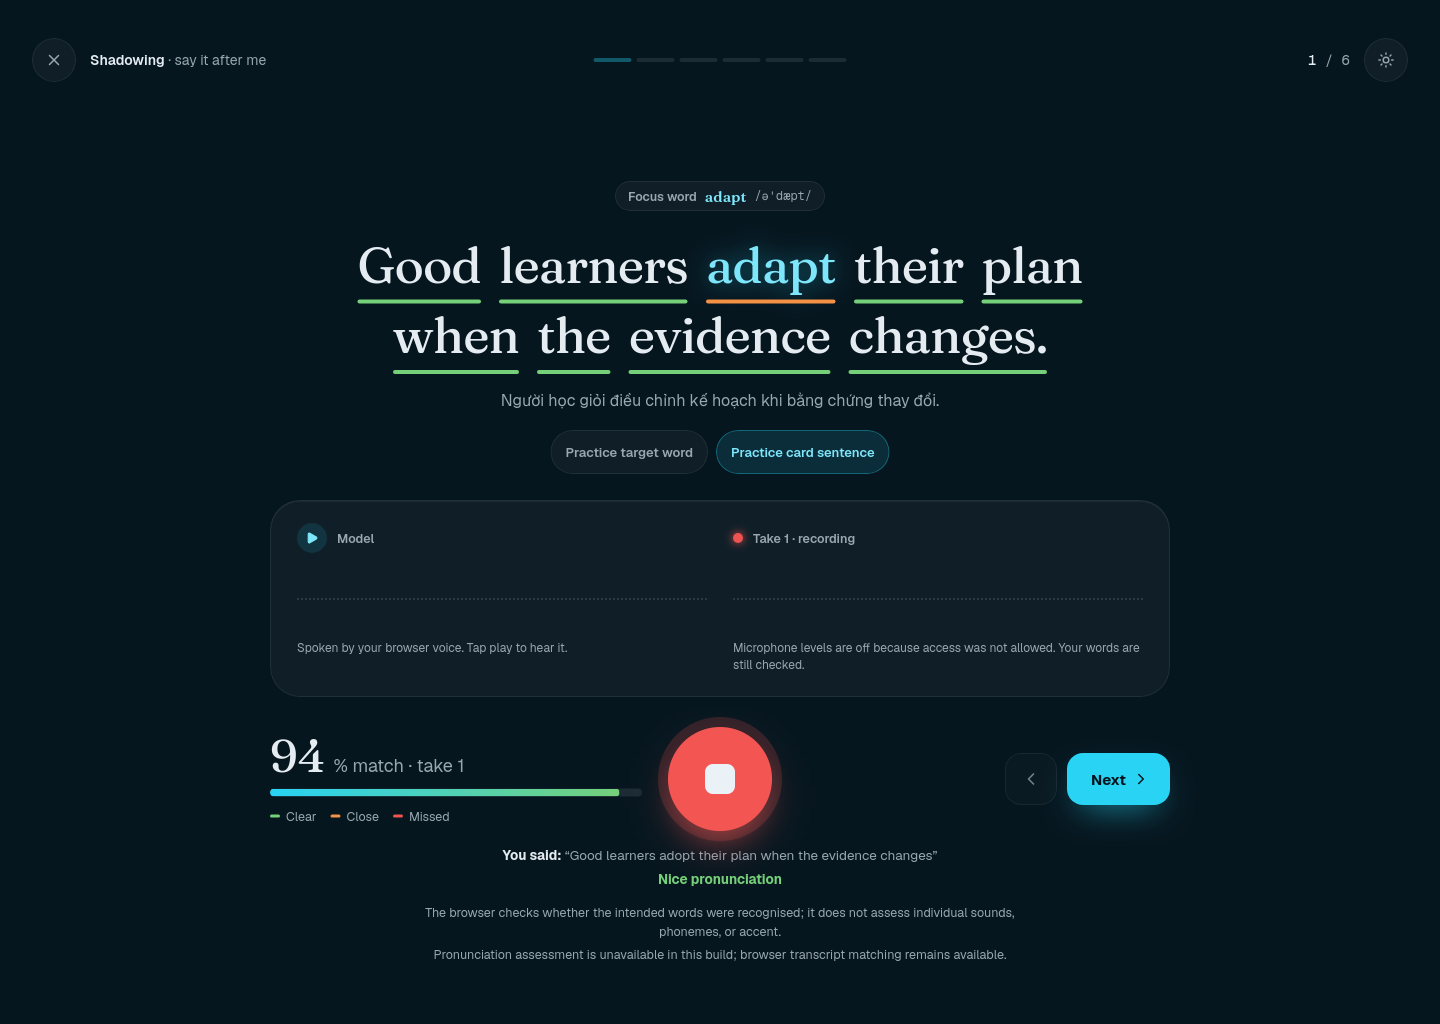 Shadowing · say it after me
1 / 6
Focus word adapt /əˈdæpt/
Good learners adapt their plan
when the evidence changes.
Người học giỏi điều chỉnh kế hoạch khi bằng chứng thay đổi.
Practice target word
Practice card sentence
Model
Take 1 · recording
Spoken by your browser voice. Tap play to hear it.
Microphone levels are off because access was not allowed. Your words are
still checked.
94 % match · take 1
Clear
Close
Missed
Next
You said: “Good learners adopt their plan when the evidence changes”
Nice pronunciation
The browser checks whether the intended words were recognised; it does not assess individual sounds,
phonemes, or accent.
Pronunciation assessment is unavailable in this build; browser transcript matching remains available.